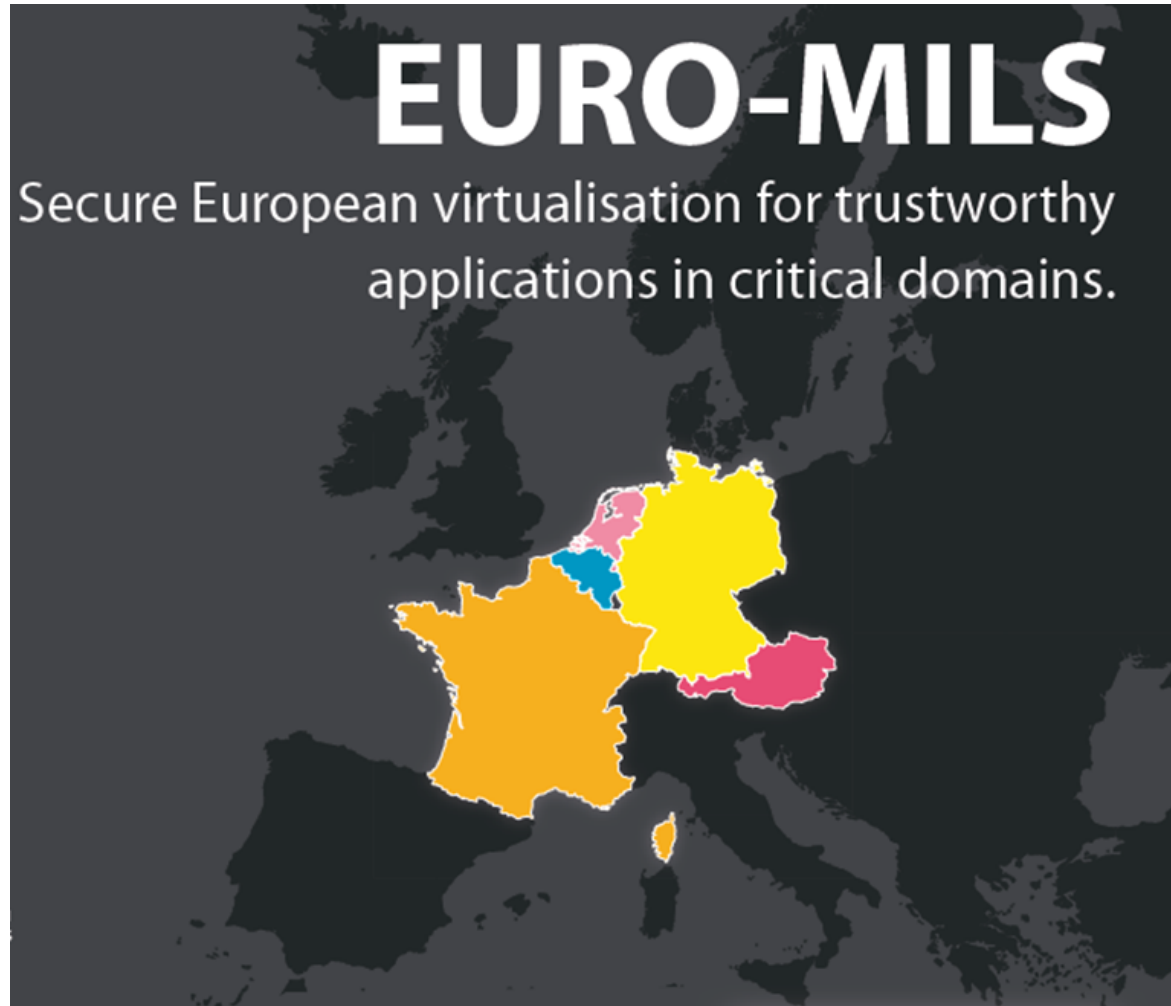 EURO-MILS
Secure European virtualisation for trustworthy
applications in critical domains.